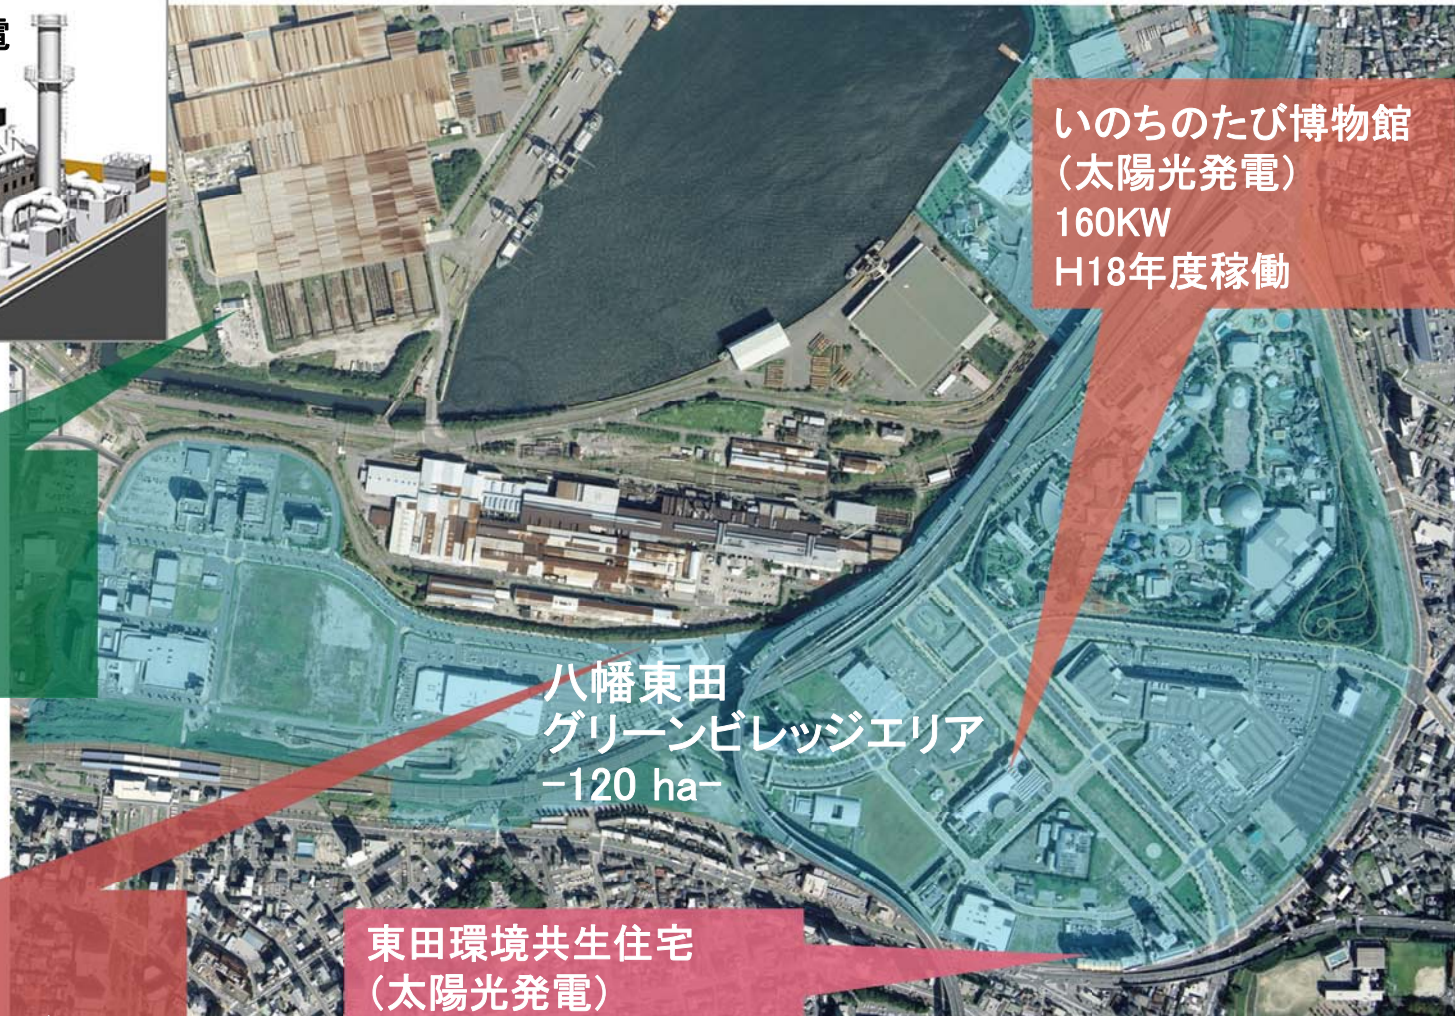 電
いのちのたび博物館
（太陽光発電）
160KW
H18年度稼働
八幡東田
グリーンビレッジエリア
-120 ha-
東田環境共生住宅
（太陽光発電）